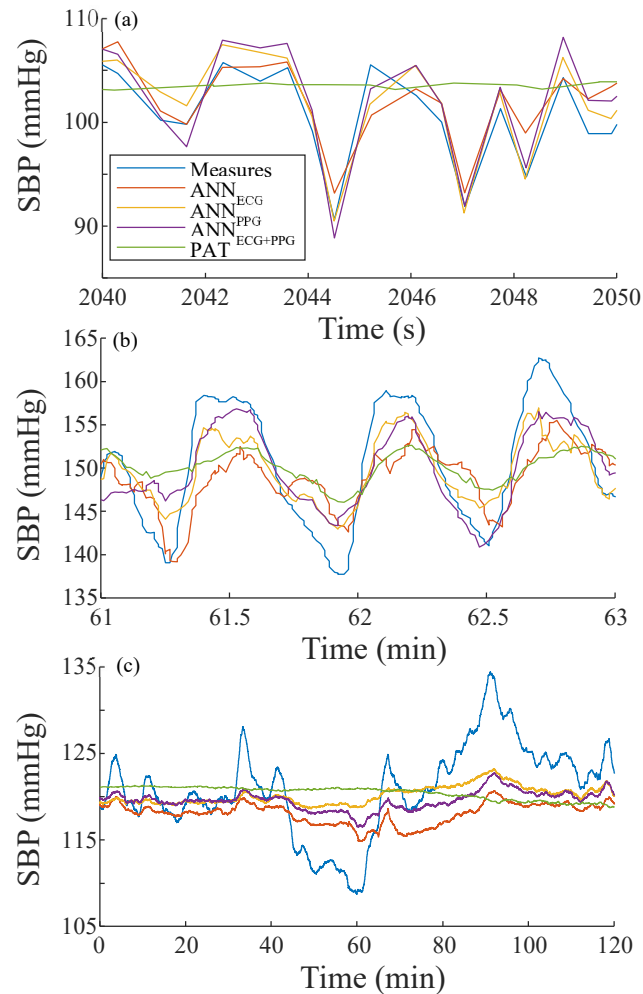 (a)
SBP (mmHg)
110
100
90
Measures
ANN ECG
ANN PPG
ANN ECG+PPG
PAT
2040 2042 2044 2046 2048 2050
Time (s)
(b)
SBP (mmHg)
165
160
155
150
145
140
135
61 61.5 62 62.5 63
Time (min)
(c)
SBP (mmHg)
135
125
115
105
0 20 40 60 80 100 120
Time (min)